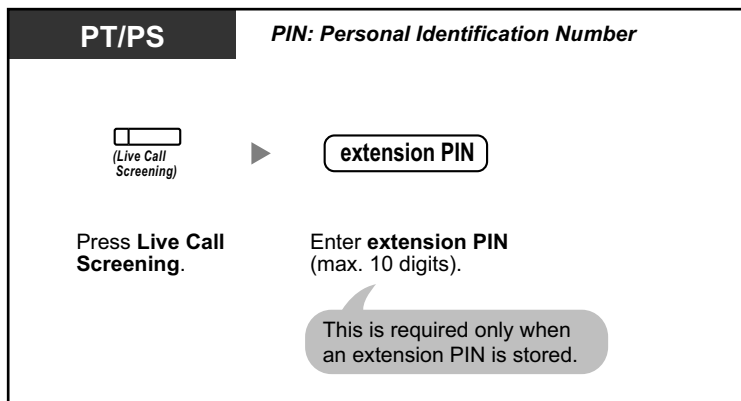 PT/PS
PIN: Personal Identification Number
(Live Call
Screening)
extension PIN
Press Live Call
Screening.
Enter extension PIN
(max. 10 digits).
This is required only when
an extension PIN is stored.